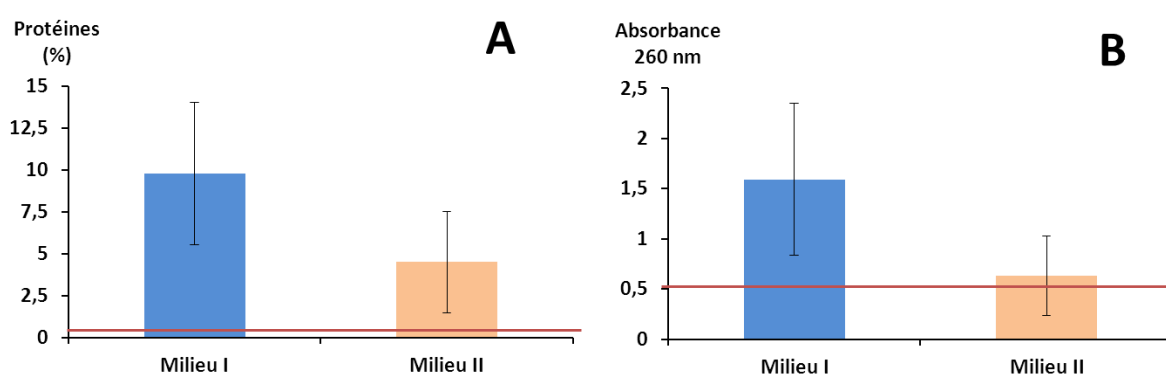 Protéines
(%)
A
15
12,5
10
7,5
5
2,5
0
Milieu I
Milieu II
Absorbance
260 nm
B
2,5
2
1,5
1
0,5
0
Milieu I
Milieu II